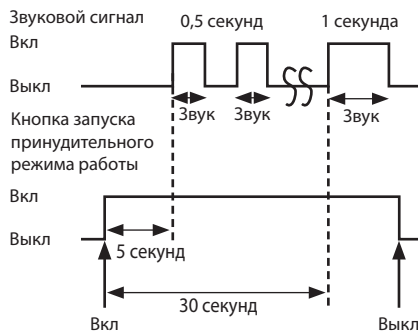 Звуковой сигнал
0,5 секунд 1 секунда
Вкл
Выкл
Звук Звук Звук
Кнопка запуска
принудительного
режима работы
Вкл
Выкл
5 секунд
30 секунд
Вкл Выкл